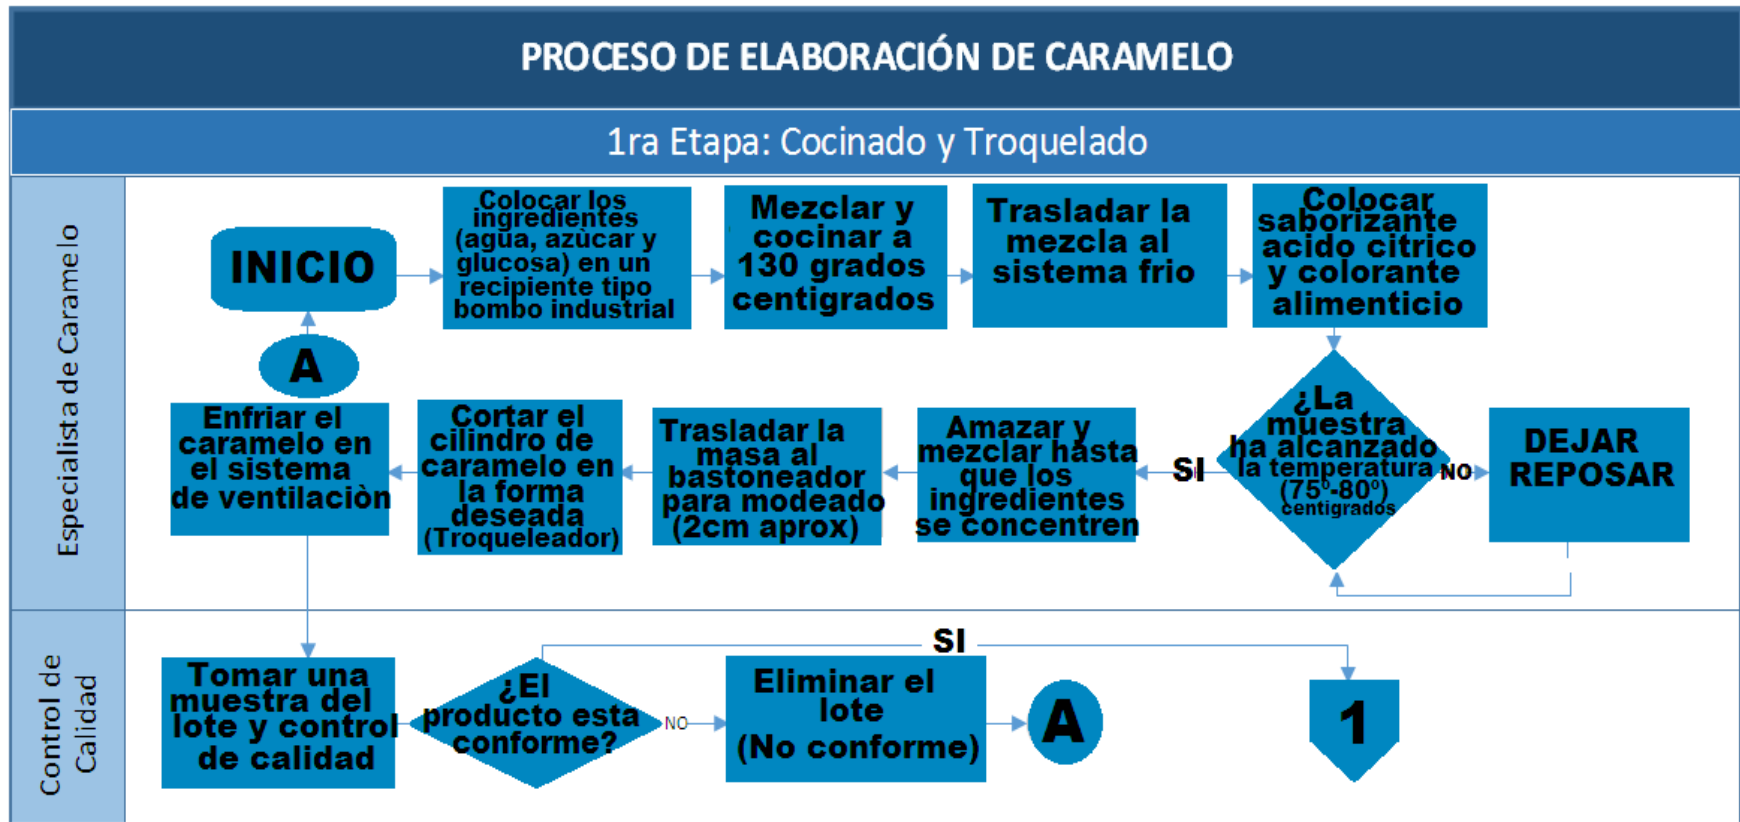 PROCESO DE ELABORACIÓN DE CARAMELO
1ra Etapa: Cocinado y Troquelado
Especialista de Caramelo
INICIO
Colocar los
ingredientes
(agua, azùcar y
glucosa) en un
recipiente tipo
bombo industrial
Mezclar y
cocinar a
130 grados
centigrados
Trasladar la
mezcla al
sistema frio
Colocar
saborizante
acido citrico
y colorante
alimenticio
A
¿La
muestra
ha alcanzado
la temperatura
(75º-80º)
centigrados
NO
DEJAR
REPOSAR
SI
Amazar y
mezclar hasta
que los
ingredientes
se concentren
Trasladar la
masa al
bastoneador
para modeado
(2cm aprox)
Cortar el
cilindro de
caramelo en
la forma
deseada
(Troqueleador)
Enfriar el
caramelo en
el sistema
de ventilaciòn
Control de
Calidad
Tomar una
muestra del
lote y control
de calidad
¿El
producto esta
conforme?
SI
NO
Eliminar el
lote
(No conforme)
A
1